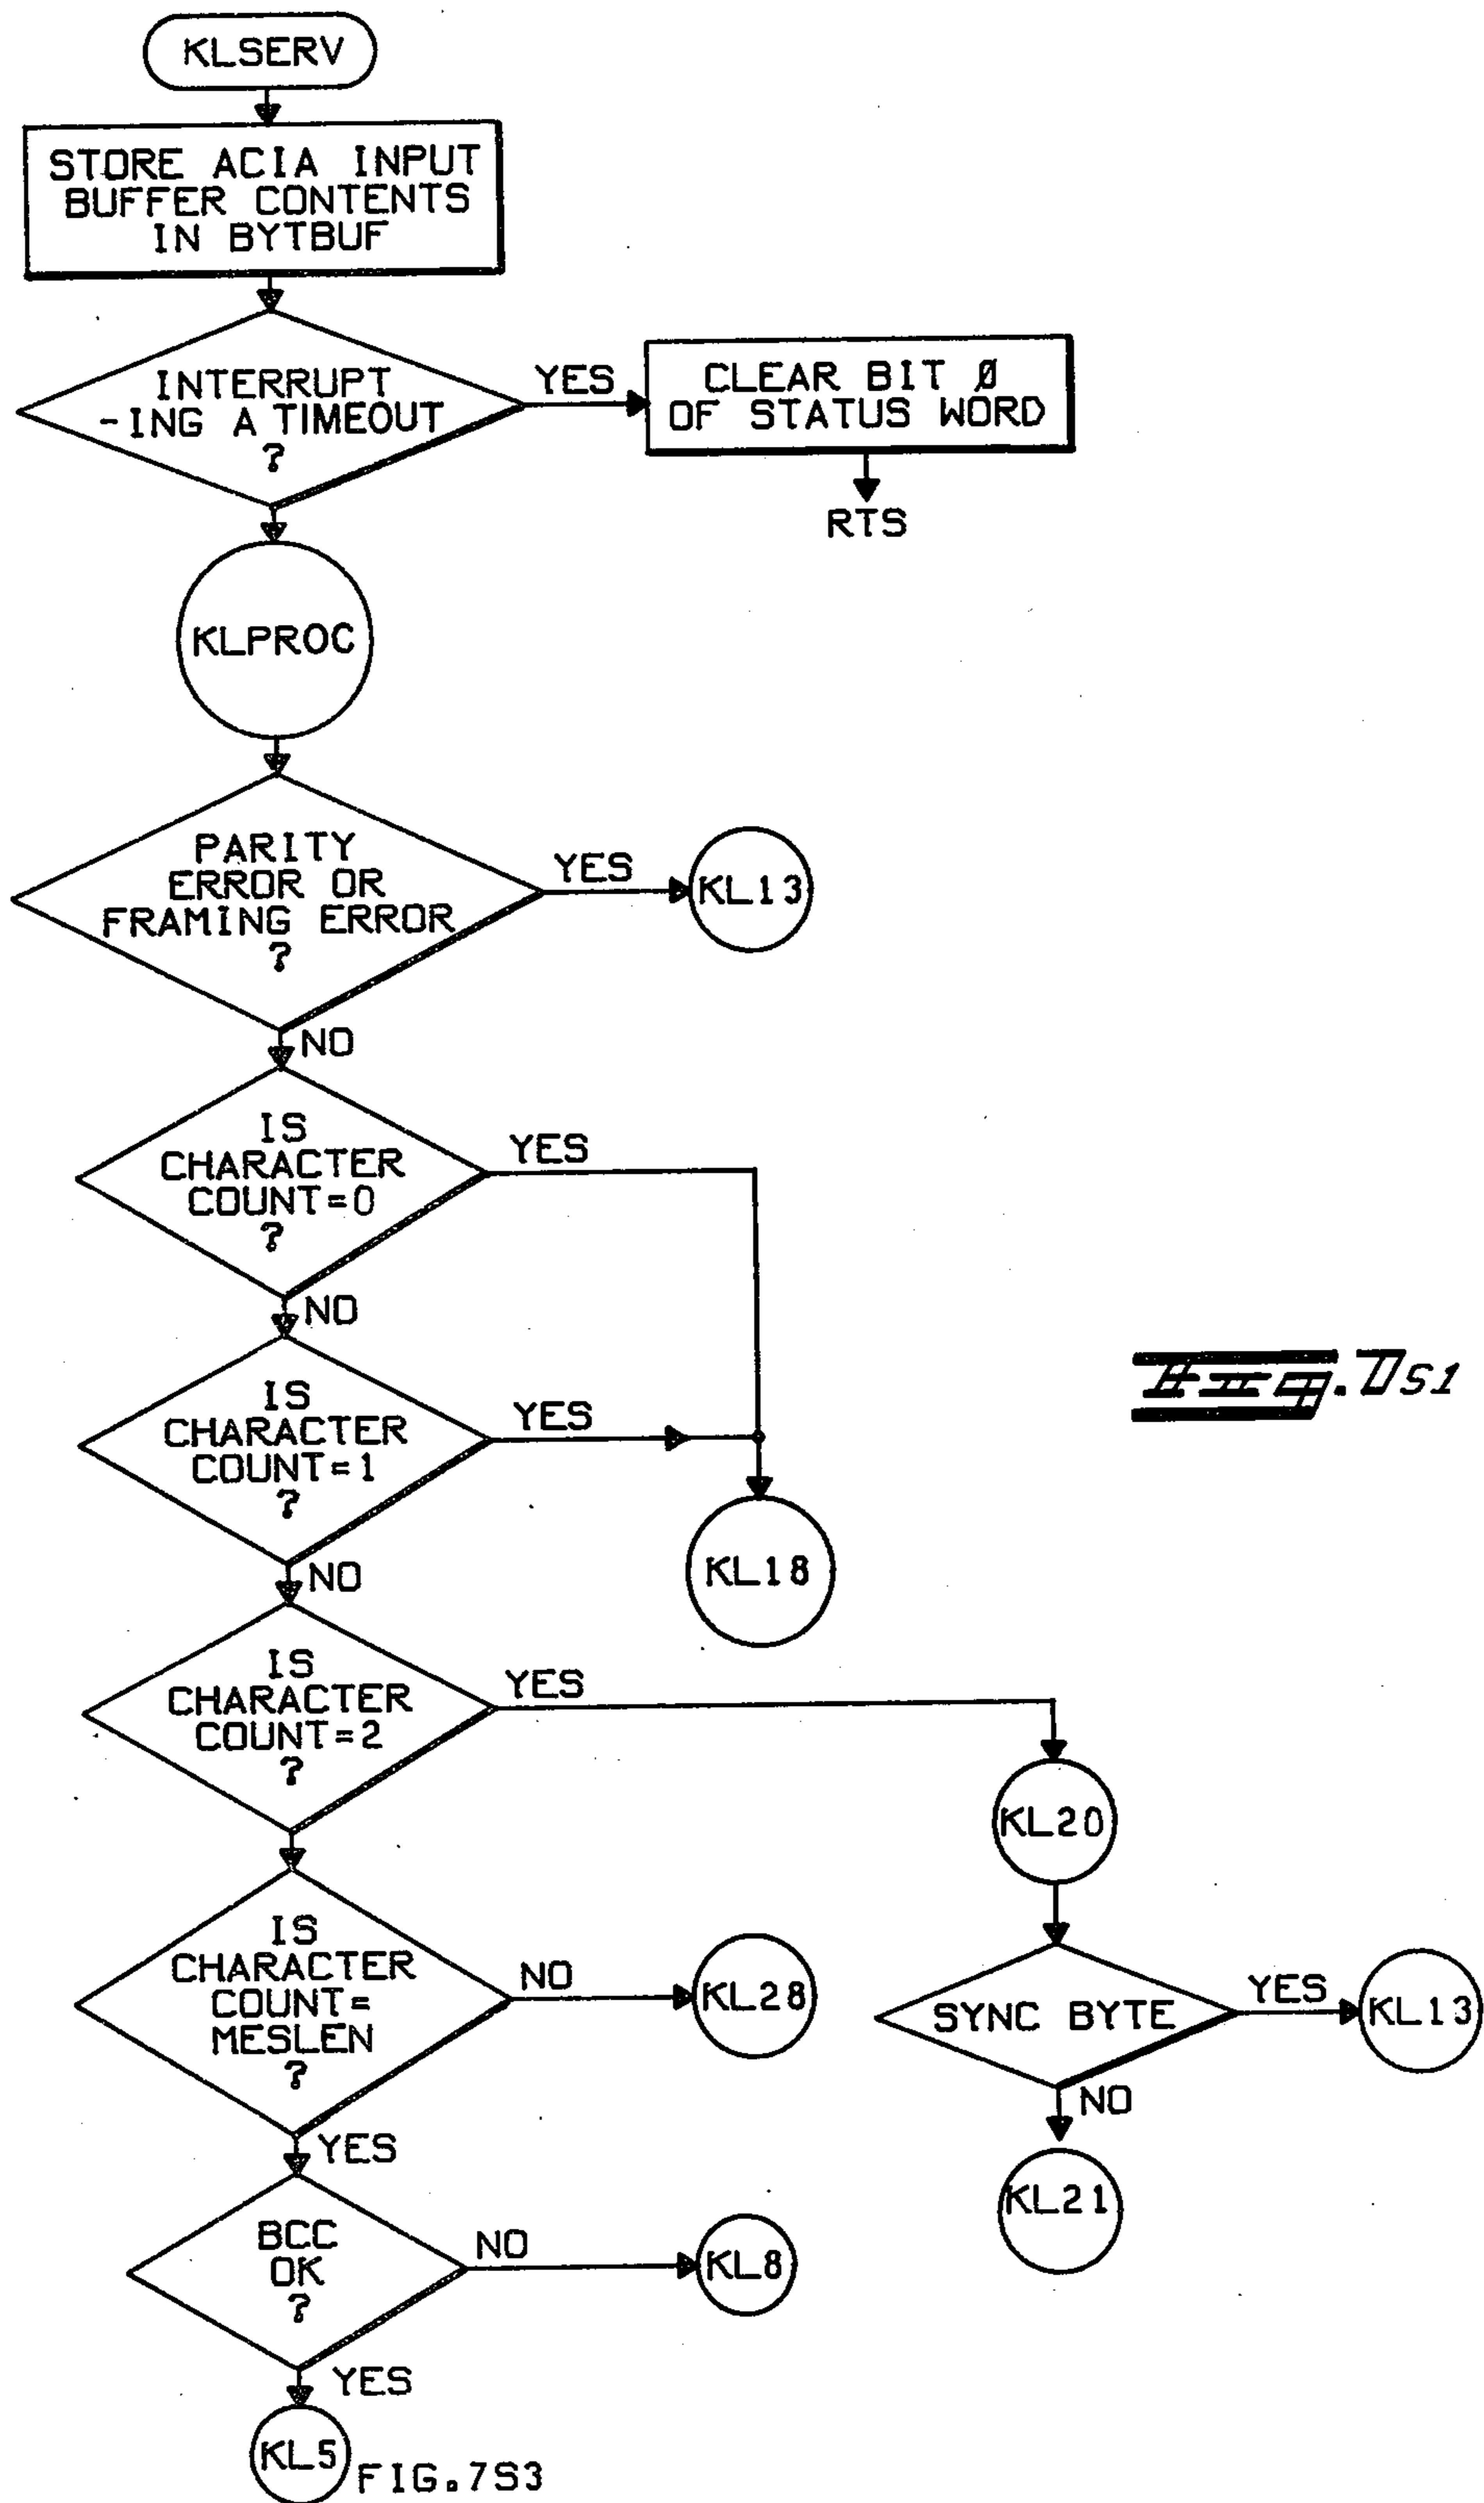 KLSERV
STORE ACIA INPUT
BUFFER CONTENTS
IN BYTBUF
INTERRUPT
-ING A TIMEOUT
?
YES
CLEAR BIT Ø
OF STATUS WORD
RTS
KLPROC
PARITY
ERROR OR
FRAMING ERROR
?
YES
KL13
NO
IS
CHARACTER
COUNT=0
?
YES
NO
IS
CHARACTER
COUNT=1
?
YES
KL18
NO
IS
CHARACTER
COUNT=2
?
YES
KL20
SYNC BYTE
YES
KL13
NO
KL21
IS
CHARACTER
COUNT=
MESLEN
?
NO
KL28
YES
BCC
OK
?
NO
KL8
YES
KL5
FIG.7S3
Fig. 7S1